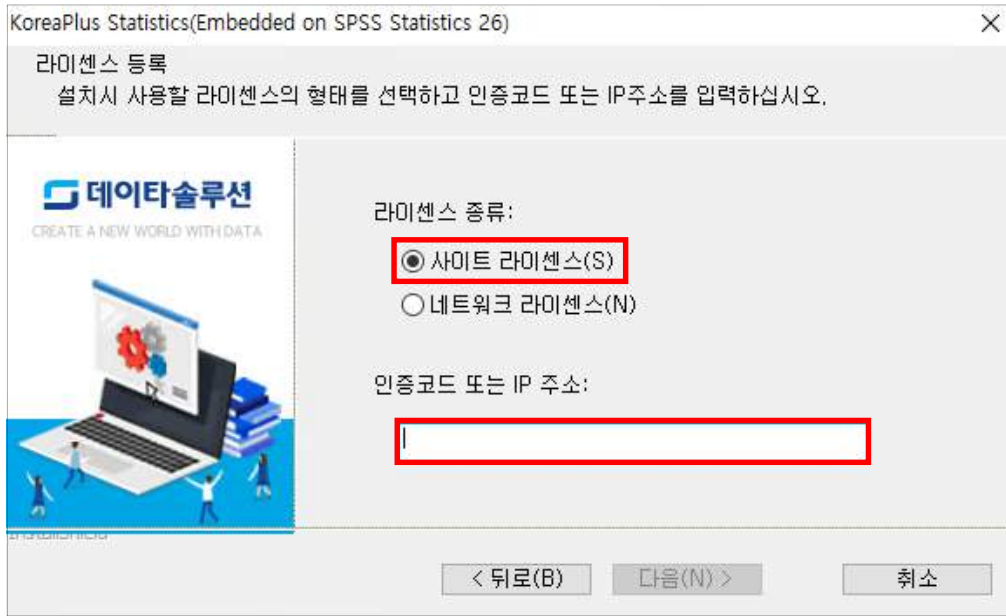 KoreaPlus Statistics(Embedded on SPSS Statistics 26)
라이센스 등록
설치시 사용할 라이센스의 형태를 선택하고 인증코드 또는 IP주소를 입력하십시오.
데이타솔루션
CREATE A NEW WORLD WITH DATA
라이센스 종류:
사이트 라이센스(S)
네트워크 라이센스(N)
인증코드 또는 IP 주소:
InstallShield
< 뒤로(B)
다음(N) >
취소